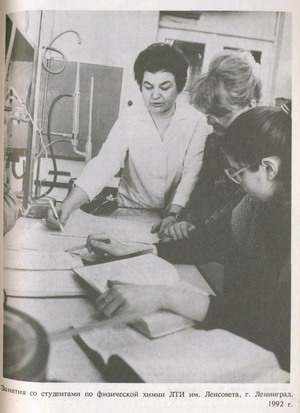 Занятия со студентами по физической химии ЛТИ им. Ленсовета, г. Ленинград,
1992 г.